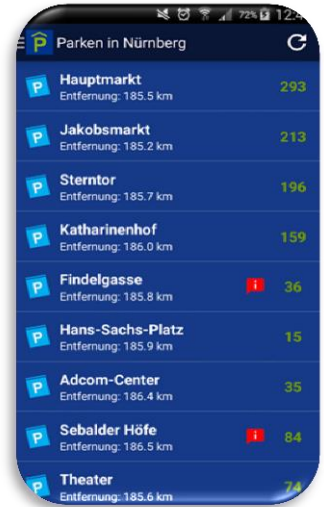 72% 12:4
Parken in Nürnberg
Hauptmarkt
Entfernung: 185.5 km
293
Jakobsmarkt
Entfernung: 185.2 km
213
Sterntor
Entfernung: 185.7 km
196
Katharinenhof
Entfernung: 186.0 km
159
Findelgasse
Entfernung: 185.8 km
36
Hans-Sachs-Platz
Entfernung: 185.9 km
15
Adcom-Center
Entfernung: 186.4 km
35
Sebalder Höfe
Entfernung: 186.5 km
84
Theater
Entfernung: 185.6 km
74